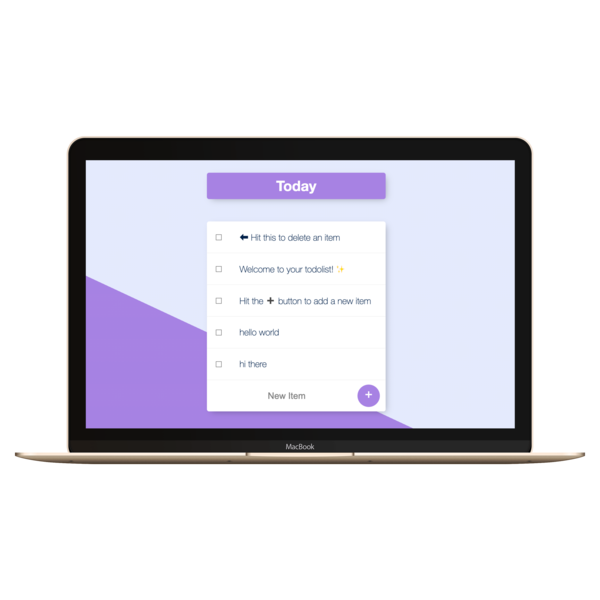 Today
⬅ Hit this to delete an item
Welcome to your todolist! ✨
Hit the ➕ button to add a new item
hello world
hi there
New Item
+
MacBook